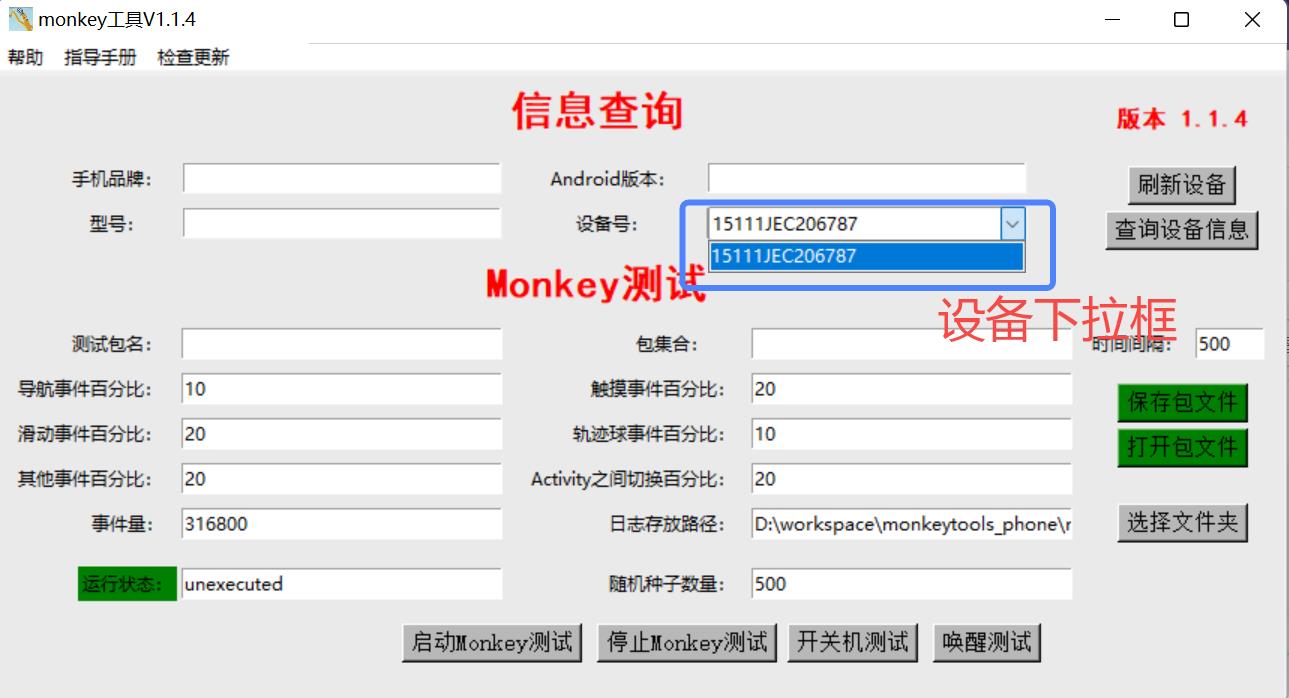 monkey工具V1.1.4
帮助 指导手册 检查更新
信息查询
版本 1.1.4
手机品牌: Android版本: 刷新设备
型号: 设备号: 15111JEC206787 查询设备信息
15111JEC206787
Monkey测试
设备下拉框
测试包名: 包集合: 时间间隔: 500
导航事件百分比: 10 触摸事件百分比: 20 保存包文件
滑动事件百分比: 20 轨迹球事件百分比: 10 打开包文件
其他事件百分比: 20 Activity之间切换百分比: 20
事件量: 316800 日志存放路径: D:\workspace\monkeytools_phone\r 选择文件夹
运行状态: unexecuted 随机种子数量: 500
启动Monkey测试 停止Monkey测试 开关机测试 唤醒测试